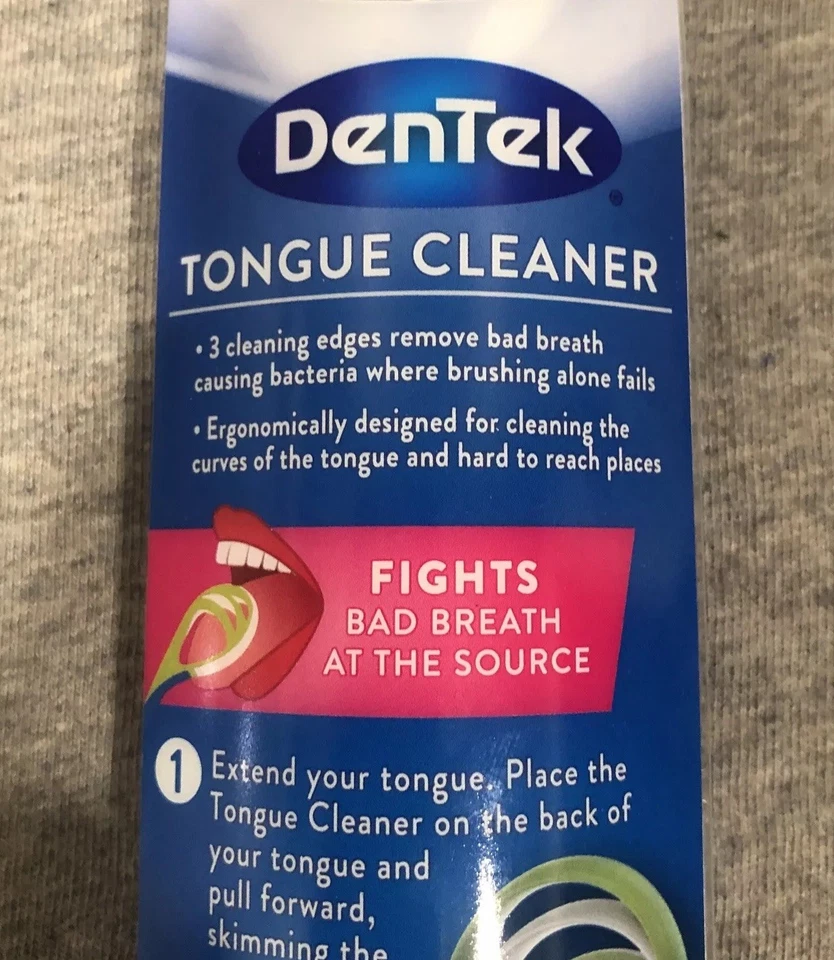 DenTek
®
TONGUE CLEANER
• 3 cleaning edges remove bad breath
causing bacteria where brushing alone fails
• Ergonomically designed for cleaning the
curves of the tongue and hard to reach places
FIGHTS
BAD BREATH
AT THE SOURCE
1 Extend your tongue. Place the
Tongue Cleaner on the back of
your tongue and
pull forward,
skimming the